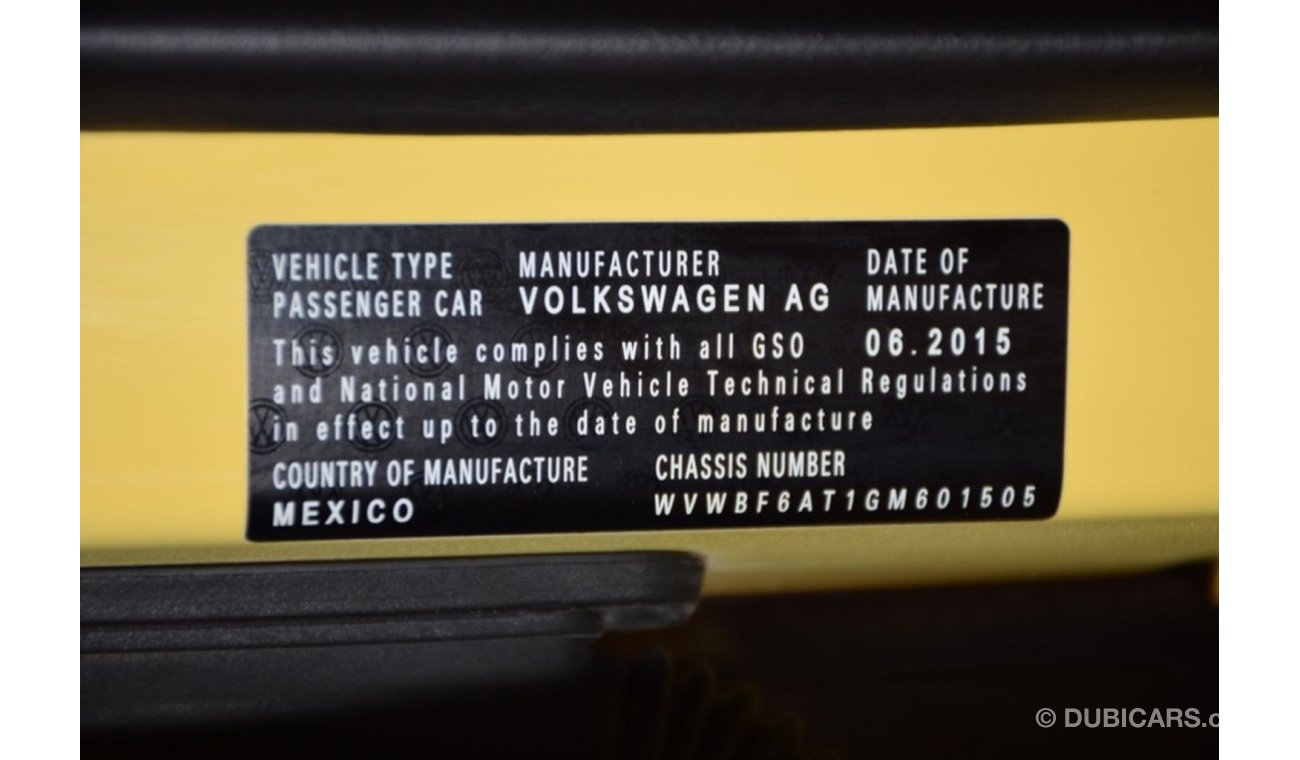 VEHICLE TYPE
PASSENGER CAR
MANUFACTURER
VOLKSWAGEN AG
DATE OF
MANUFACTURE
06.2015
This vehicle complies with all GSO
and National Motor Vehicle Technical Regulations
in effect up to the date of manufacture
COUNTRY OF MANUFACTURE
MEXICO
CHASSIS NUMBER
WVWBF6AT1GM601505
© DUBICARS.c